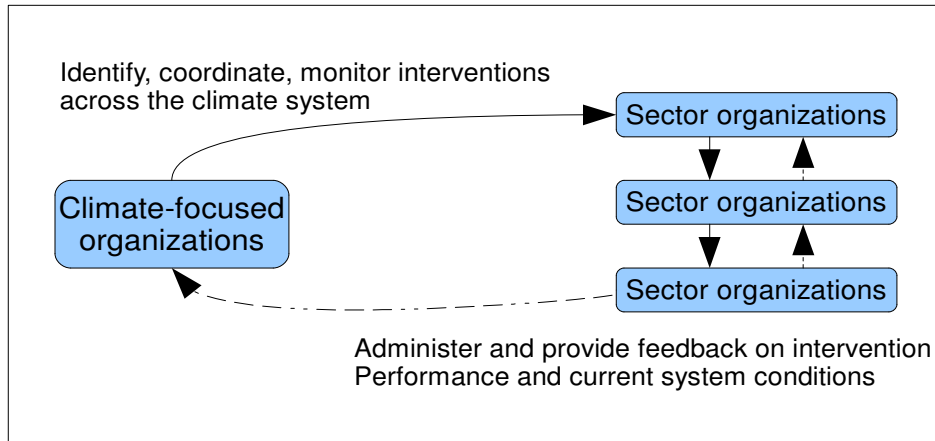 Identify, coordinate, monitor interventions
across the climate system
Sector organizations
Sector organizations
Climate-focused
organizations
Sector organizations
Administer and provide feedback on intervention
Performance and current system conditions